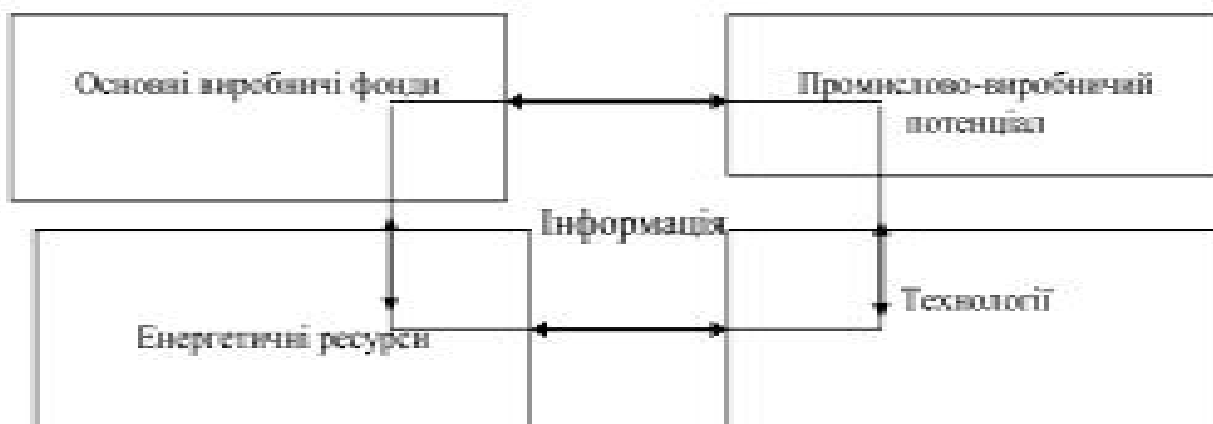 Основні виробничі фонди
Промислово-виробничий
потенціал
Інформація
Технології
Енергетичні ресурси